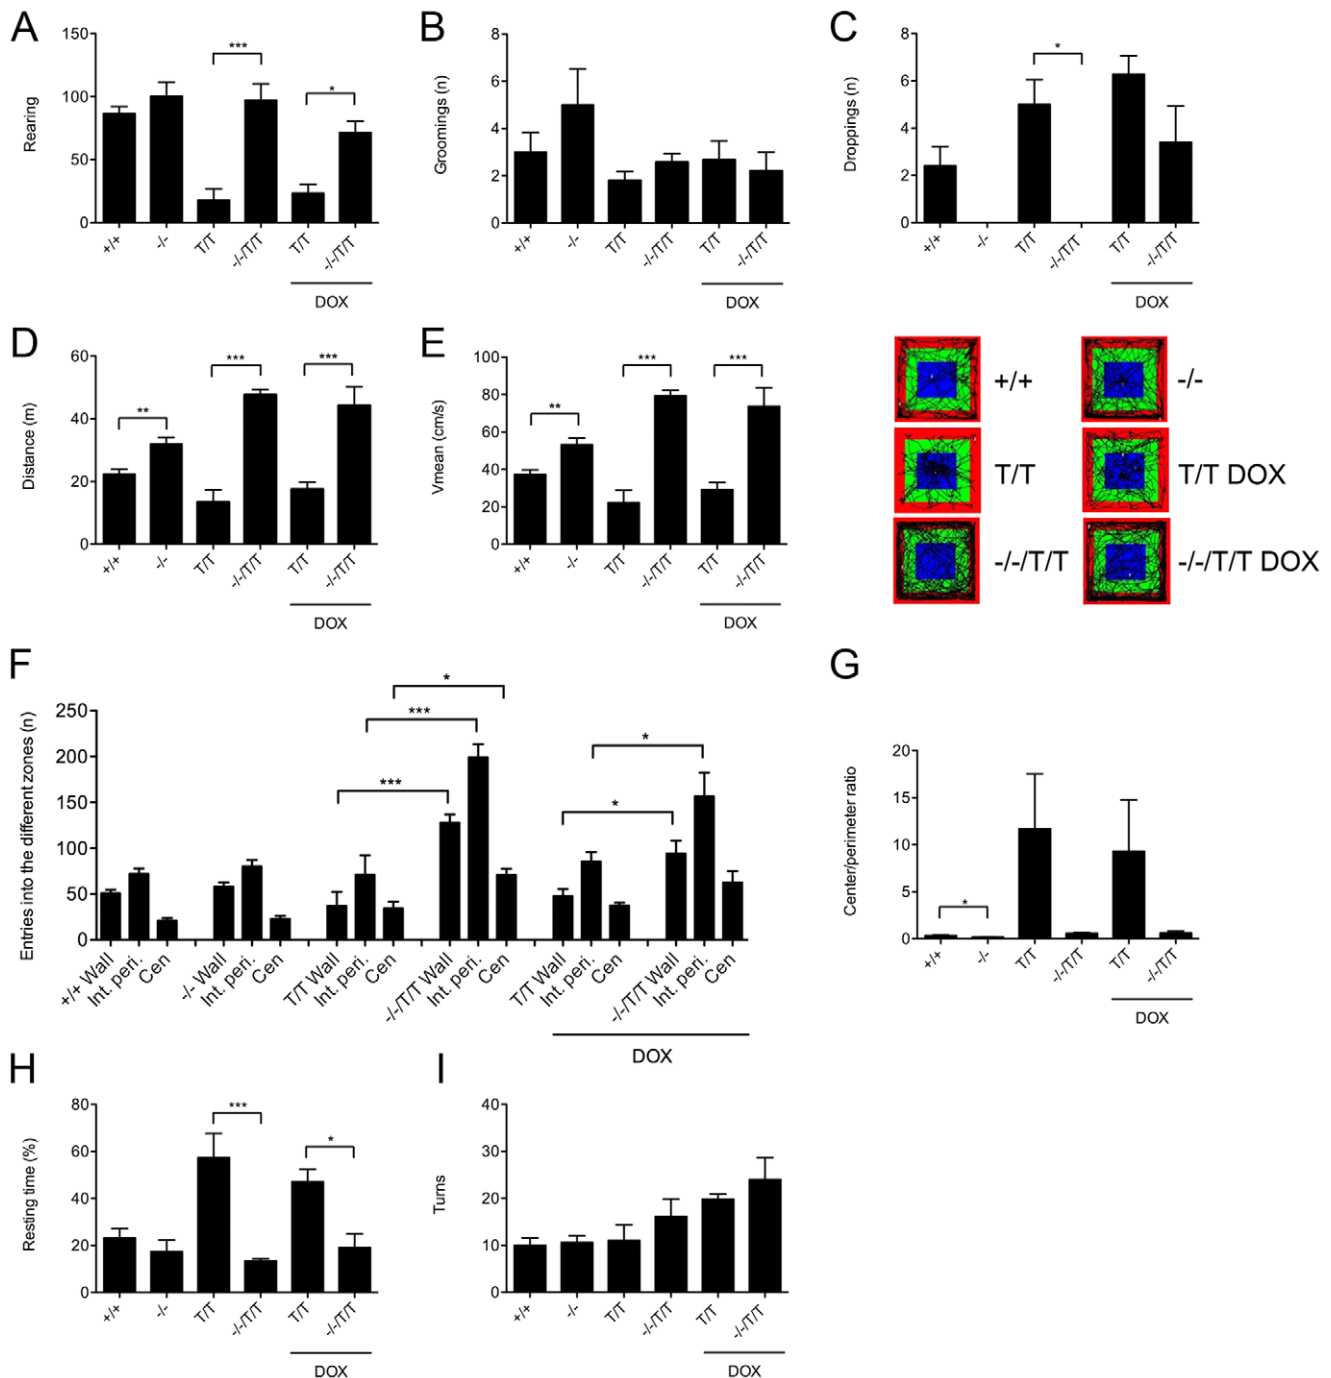 A
Rearing
150
100
50
0
***
*
+/+
-/-
T/T
-/-/T/T
T/T
-/-/T/T
DOX
B
Groomings (n)
8
6
4
2
0
+/+
-/-
T/T
-/-/T/T
T/T
-/-/T/T
DOX
C
Droppings (n)
8
6
4
2
0
*
+/+
-/-
T/T
-/-/T/T
T/T
-/-/T/T
DOX
D
Distance (m)
60
40
20
0
**
***
***
+/+
-/-
T/T
-/-/T/T
T/T
-/-/T/T
DOX
E
Vmean (cm/s)
100
80
60
40
20
0
**
***
***
+/+
-/-
T/T
-/-/T/T
T/T
-/-/T/T
DOX
+/+
-/-
T/T
T/T DOX
-/-/T/T
-/-/T/T DOX
F
Entries into the different zones (n)
250
200
150
100
50
0
*
***
***
*
*
+/+ Wall
Int. peri.
Cen
-/- Wall
Int. peri.
Cen
T/T Wall
Int. peri.
Cen
-/-/T/T Wall
Int. peri.
Cen
T/T Wall
Int. peri.
Cen
-/-/T/T Wall
Int. peri.
Cen
DOX
G
Center/perimeter ratio
20
15
10
5
0
*
+/+
-/-
T/T
-/-/T/T
T/T
-/-/T/T
DOX
H
Resting time (%)
80
60
40
20
0
***
*
+/+
-/-
T/T
-/-/T/T
T/T
-/-/T/T
DOX
I
Turns
40
30
20
10
0
+/+
-/-
T/T
-/-/T/T
T/T
-/-/T/T
DOX